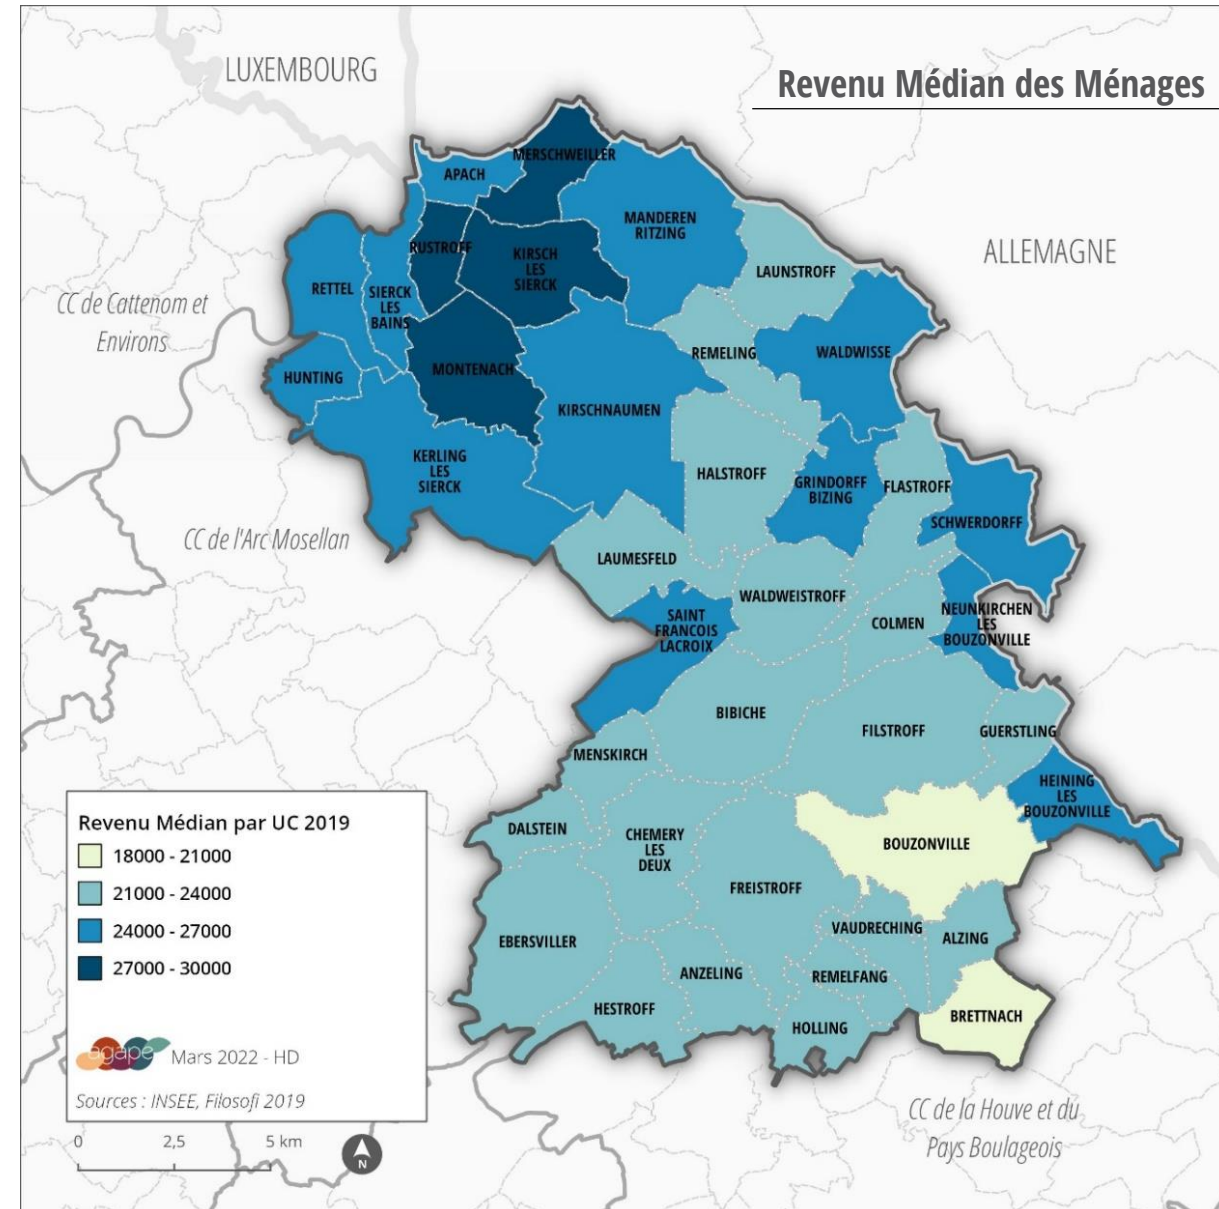 LUXEMBOURG
Revenu Médian des Ménages
MERSCHWEILLER
APACH
MANDEREN
RITZING
RUSTROFF
KIRSCH
LES
SIERCK
ALLEMAGNE
LAUNSTROFF
RETTEL
SIERCK
LES
BAINS
CC de Cattenom et
Environs
REMELING
WALDWISSE
HUNTING
MONTENACH
KIRSCHNAUMEN
KERLING
LES
SIERCK
HALSTROFF
GRINDORFF
BIZING
FLASTROFF
SCHWERDORFF
CC de l'Arc Mosellan
LAUMESFELD
WALDWEISTROFF
SAINT
FRANCOIS
LACROIX
COLMEN
NEUNKIRCHEN
LES
BOUZONVILLE
BIBICHE
FILSTROFF
GUERSTLING
MENSKIRCH
HEINING
LES
BOUZONVILLE
DALSTEIN
CHEMERY
LES
DEUX
BOUZONVILLE
FREISTROFF
EBERSVILLER
VAUDRECHING
ALZING
ANZELING
REMELFANG
HESTROFF
HOLLING
BRETTNACH
Revenu Médian par UC 2019
18000 - 21000
21000 - 24000
24000 - 27000
27000 - 30000
agape
Mars 2022 - HD
Sources : INSEE, Filosofi 2019
0 2,5 5 km
N
CC de la Houve et du
Pays Boulageois